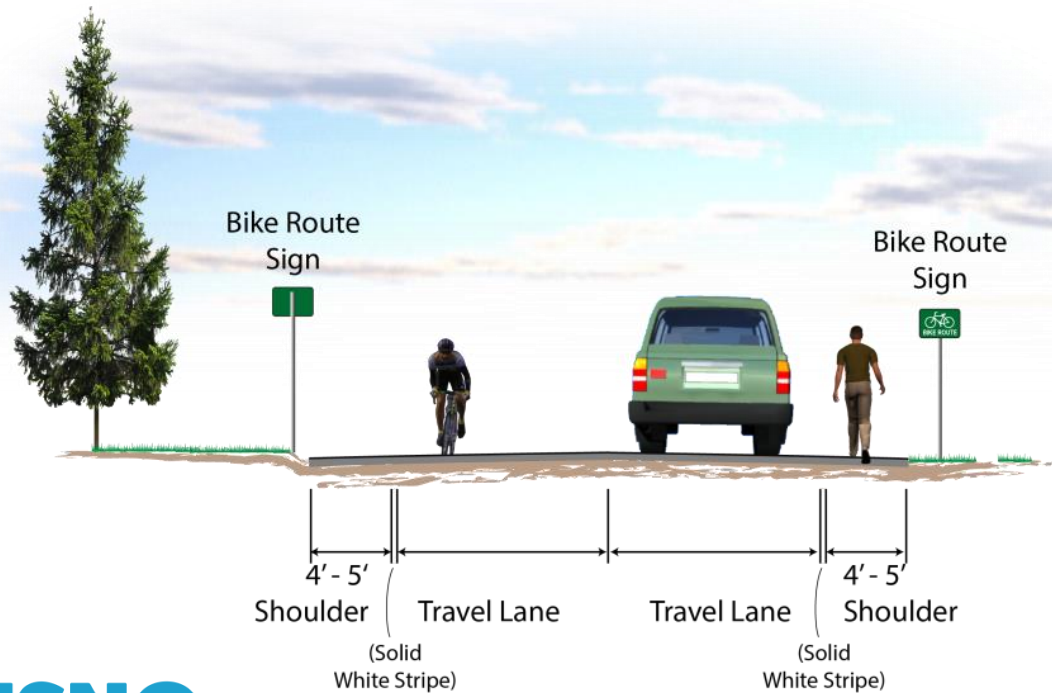 Bike Route
Sign
Bike Route
Sign
BIKE ROUTE
4' - 5'
Shoulder
Travel Lane
Travel Lane
4' - 5'
Shoulder
(Solid
White Stripe)
(Solid
White Stripe)